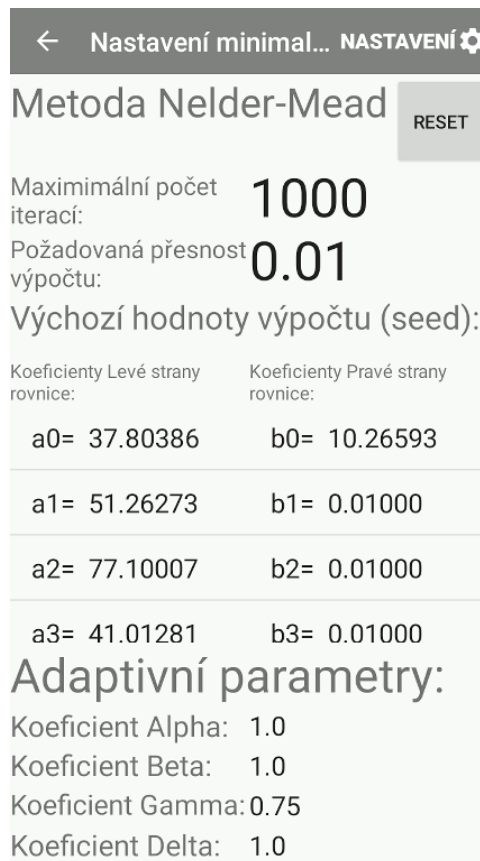 Nastavení minimal... NASTAVENÍ
Metoda Nelder-Mead
RESET
Maximimální počet
iterací:
1000
Požadovaná přesnost
výpočtu:
0.01
Výchozí hodnoty výpočtu (seed):
Koeficienty Levé strany
rovnice:
Koeficienty Pravé strany
rovnice:
a0= 37.80386 b0= 10.26593
a1= 51.26273 b1= 0.01000
a2= 77.10007 b2= 0.01000
a3= 41.01281 b3= 0.01000
Adaptivní parametry:
Koeficient Alpha: 1.0
Koeficient Beta: 1.0
Koeficient Gamma: 0.75
Koeficient Delta: 1.0